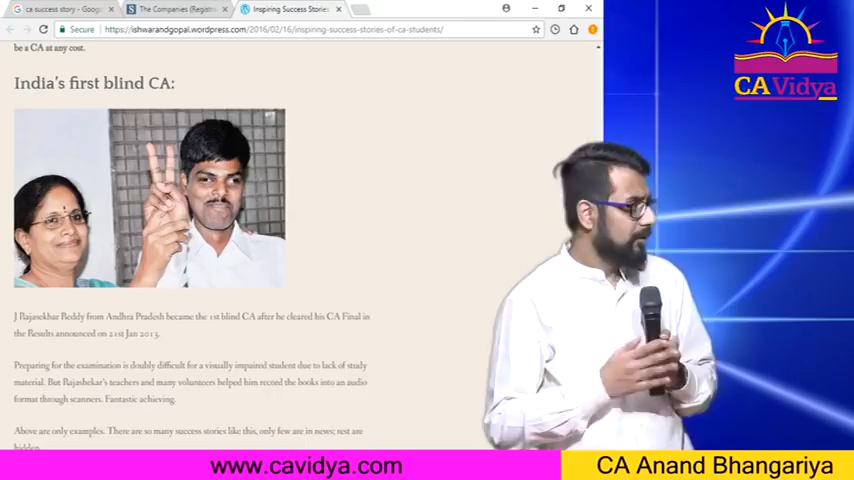 ca success story - Goog
The Companies (Registra
Inspiring Success Stories
Secure
https://ishwarandgopal.wordpress.com/2016/02/16/inspiring-success-stories-of-ca-students/
be a CA at any cost.
India's first blind CA:
J Rajasekhar Reddy from Andhra Pradesh became the 1st blind CA after he cleared his CA Final in
the Results announced on 21st Jan 2013.
Preparing for the examination is doubly difficult for a visually impaired student due to lack of study
material. But Rajashekar's teachers and many volunteers helped him record the books into an audio
format through scanners. Fantastic achieving.
Above are only examples. There are so many success stories like this, only few are in news; rest are
hidden.
CA Vidya
www.cavidya.com
CA Anand Bhangariya